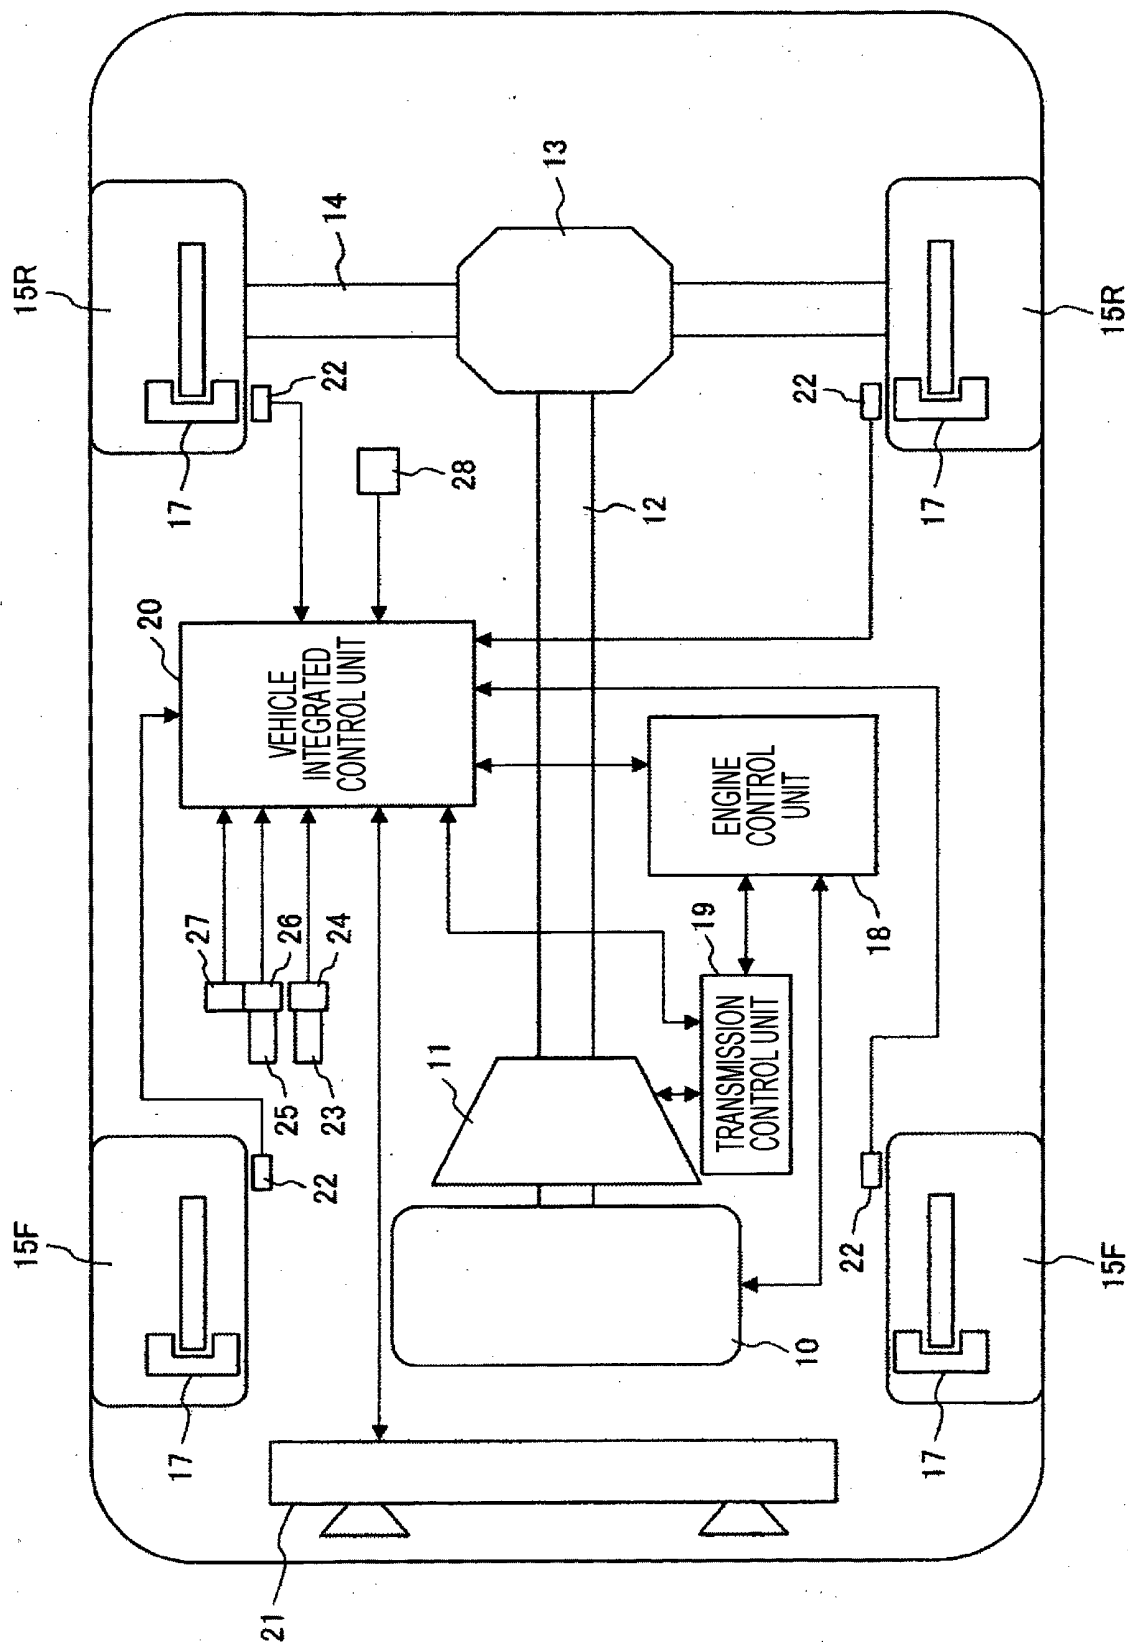 15F
15R
20
17
17
27
21
25
26
VEHICLE
INTEGRATED
CONTROL UNIT
22
23
24
22
14
11
28
13
12
19
ENGINE
CONTROL
UNIT
TRANSMISSION
CONTROL UNIT
10
22
22
18
17
17
15F
15R